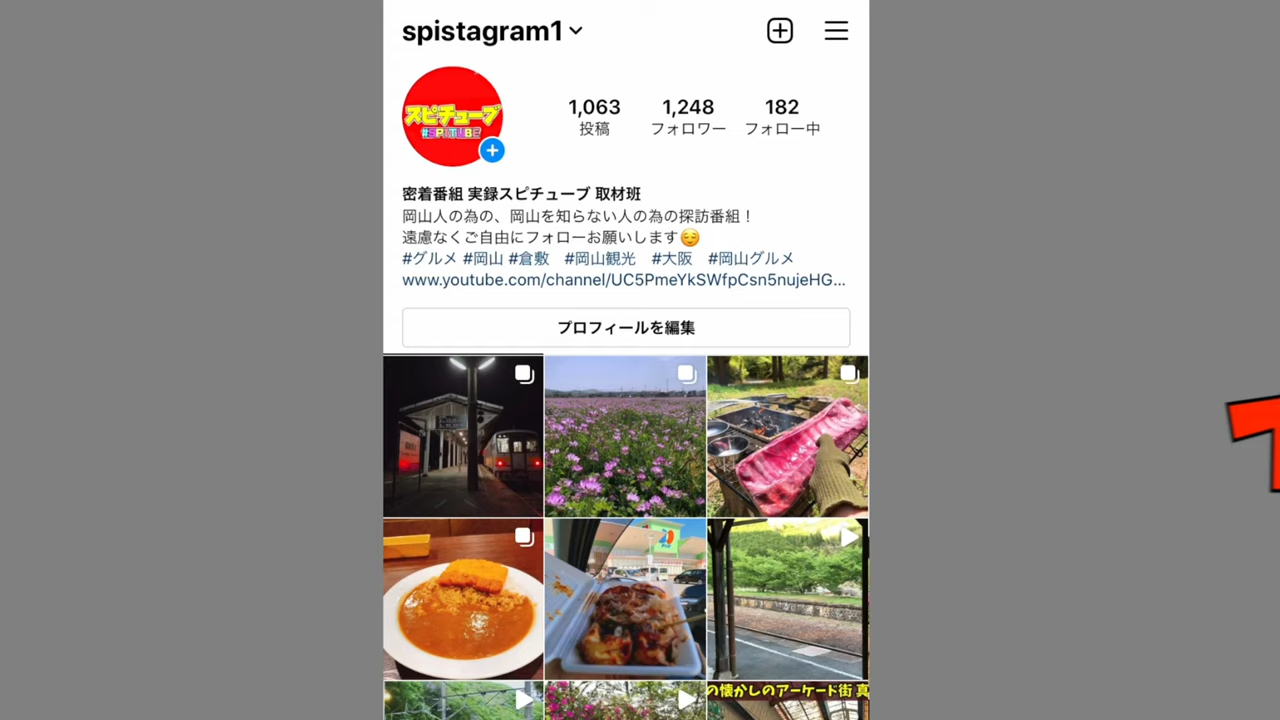 spistagram1
スピチューブ
#SPITUBE
1,063
投稿
1,248
フォロワー
182
フォロー中
密着番組 実録スピチューブ 取材班
岡山人の為の、岡山を知らない人の為の探訪番組！
遠慮なくご自由にフォローお願いします😌
#グルメ #岡山 #倉敷 #岡山観光 #大阪 #岡山グルメ
www.youtube.com/channel/UC5PmeYkSWfpCsn5nujeHG...
プロフィールを編集
の懐かしのアーケード街 真